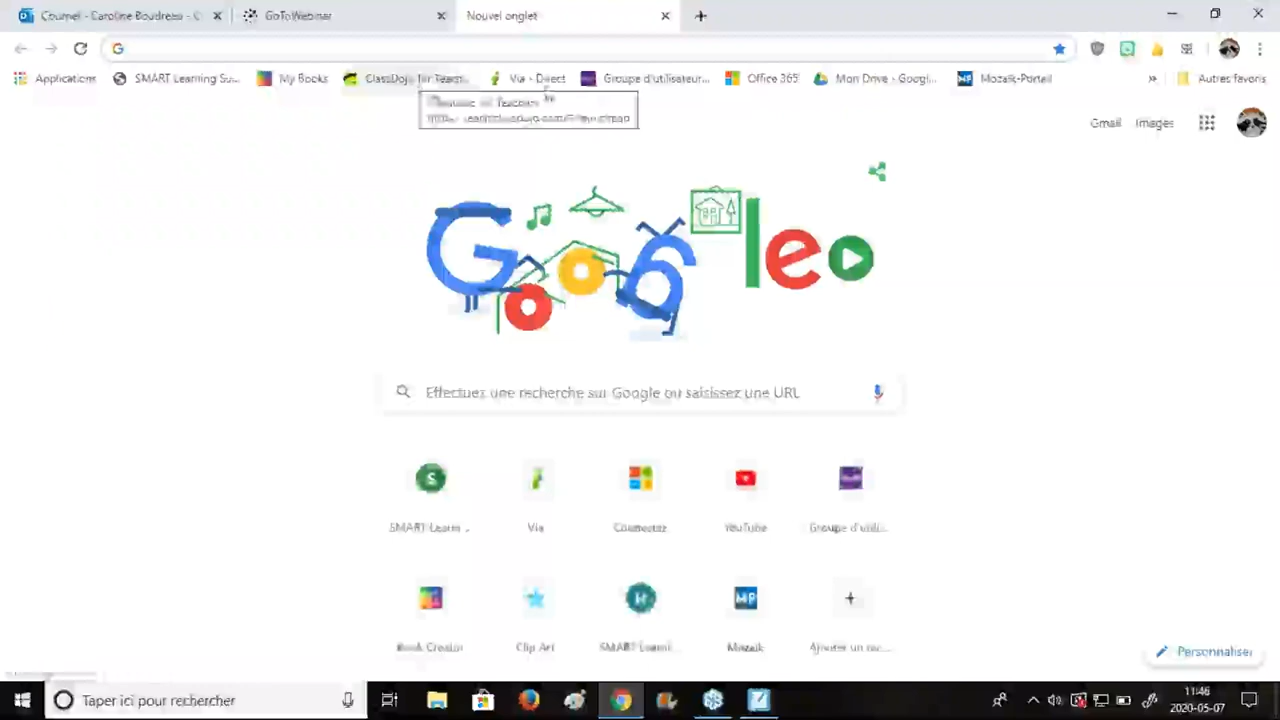 Courriel - Caroline Boudreau - O
GoToWebinar
Nouvel onglet
Applications
SMART Learning Su...
My Books
ClassDojo for Teach...
Via - Direct
Groupe d'utilisateur...
Office 365
Mon Drive - Googl...
Mozaïk-Portail
»
Autres favoris
Gmail
Images
Google
Effectuez une recherche sur Google ou saisissez une URL
SMART Learn...
Via
Connectez
YouTube
Groupe d'utili...
Book Creator
Clip Art
SMART Learni...
Mozaïk
Ajouter un rac...
Personnaliser
Taper ici pour rechercher
11:46
2020-05-07